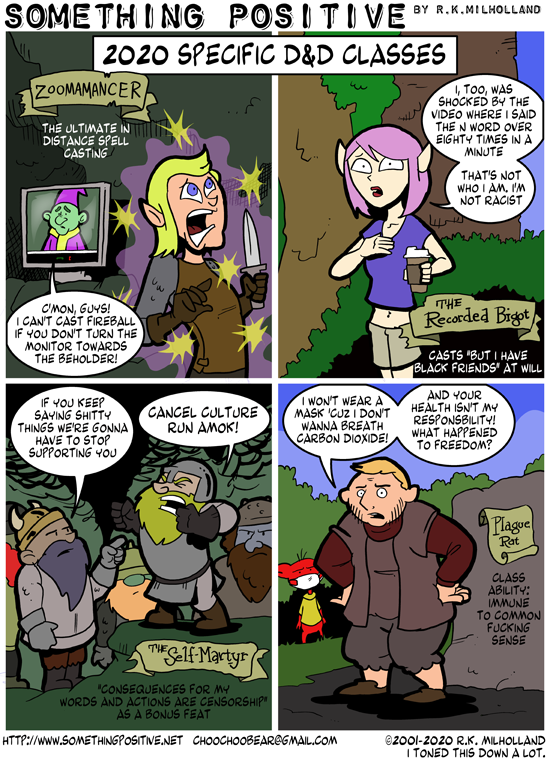 SOMETHING POSITIVE BY R.K.MILHOLLAND
2020 SPECIFIC D&D CLASSES
ZOOMAMANCER
THE ULTIMATE IN
DISTANCE SPELL
CASTING
C'MON, GUYS!
I CAN'T CAST FIREBALL
IF YOU DON'T TURN THE
MONITOR TOWARDS
THE BEHOLDER!
I, TOO, WAS
SHOCKED BY THE
VIDEO WHERE I SAID
THE N WORD OVER
EIGHTY TIMES IN A
MINUTE
THAT'S NOT
WHO I AM. I'M
NOT RACIST
THE
Recorded Bigot
CASTS "BUT I HAVE
BLACK FRIENDS" AT WILL
IF YOU KEEP
SAYING SHITTY
THINGS WE'RE GONNA
HAVE TO STOP
SUPPORTING YOU
CANCEL CULTURE
RUN AMOK!
THE Self-Martyr
"CONSEQUENCES FOR MY
WORDS AND ACTIONS ARE CENSORSHIP"
AS A BONUS FEAT
I WON'T WEAR A
MASK 'CUZ I DON'T
WANNA BREATH
CARBON DIOXIDE!
AND YOUR
HEALTH ISN'T MY
RESPONSBILITY!
WHAT HAPPENED
TO FREEDOM?
Plague
Rat
CLASS
ABILITY:
IMMUNE
TO COMMON
FUCKING
SENSE
HTTP://WWW.SOMETHINGPOSITIVE.NET CHOOCHOOBEAR@GMAIL.COM
©2001-2020 R.K. MILHOLLAND
I TONED THIS DOWN A LOT.